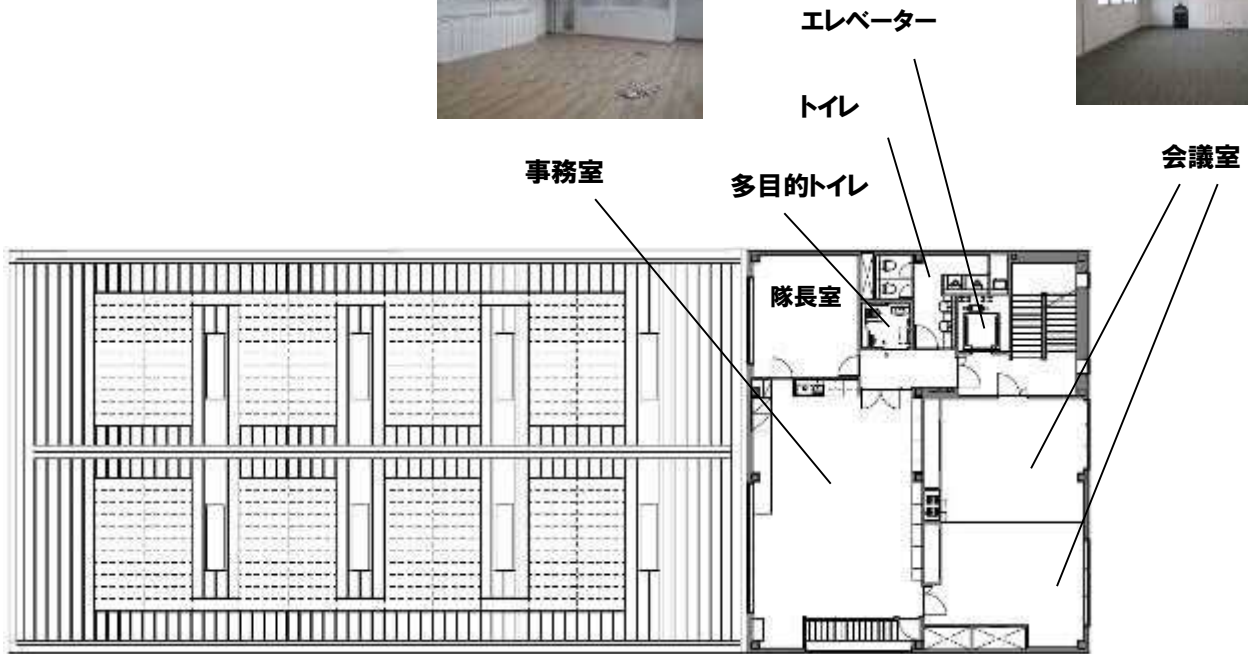 エレベーター
トイレ
会議室
事務室
多目的トイレ
隊長室